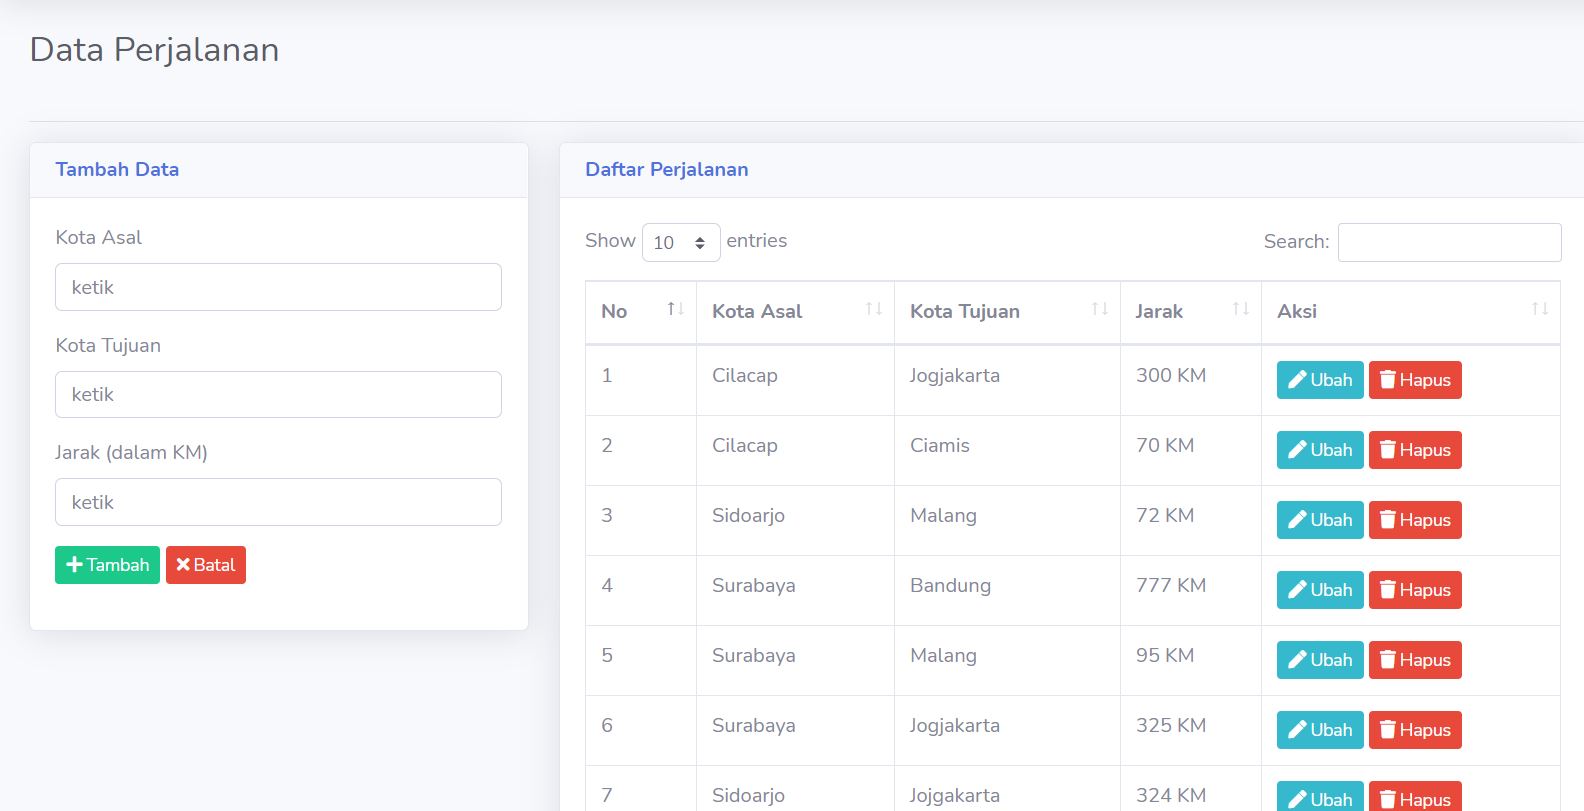 Data Perjalanan
Tambah Data
Kota Asal
ketik
Kota Tujuan
ketik
Jarak (dalam KM)
ketik
Tambah Batal
Daftar Perjalanan
Show 10 entries Search:
No Kota Asal Kota Tujuan Jarak Aksi
1 Cilacap Jogjakarta 300 KM Ubah Hapus
2 Cilacap Ciamis 70 KM Ubah Hapus
3 Sidoarjo Malang 72 KM Ubah Hapus
4 Surabaya Bandung 777 KM Ubah Hapus
5 Surabaya Malang 95 KM Ubah Hapus
6 Surabaya Jogjakarta 325 KM Ubah Hapus
7 Sidoarjo Jojgakarta 324 KM Ubah Hapus